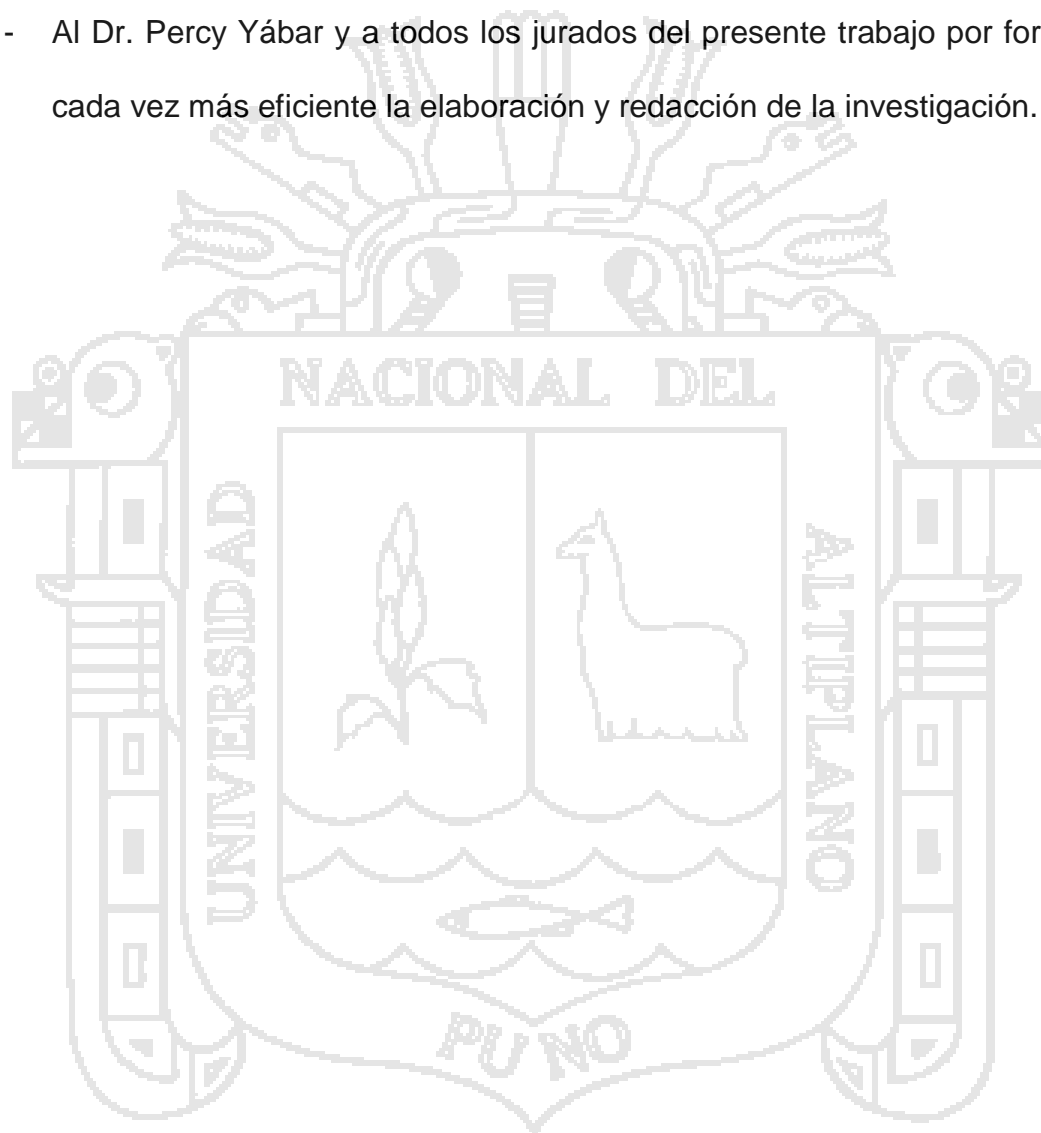 - Al Dr. Percy Yábar y a todos los jurados del presente trabajo por for
cada vez más eficiente la elaboración y redacción de la investigación.
NACIONAL DEL
UNIVERSIDAD
ALTIPLANO
PUNO